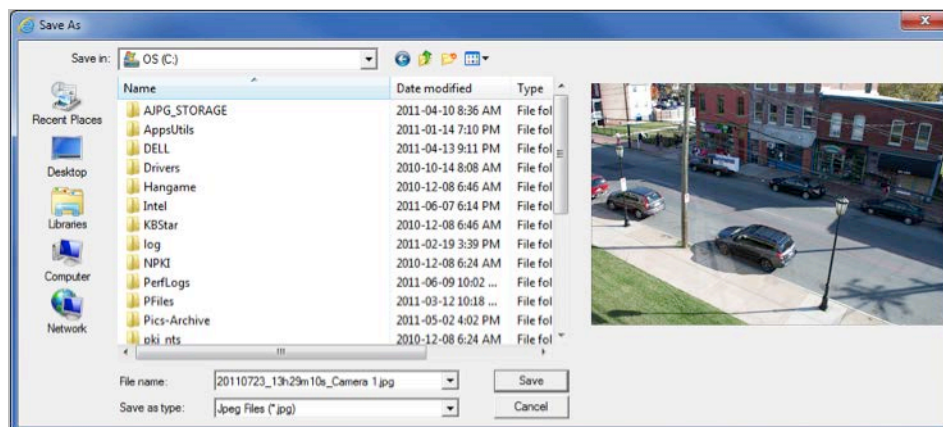 Save As
Save in: OS (C:)
Name Date modified Type
AJPG_STORAGE 2011-04-10 8:36 AM File fol
AppsUtils 2011-01-14 7:10 PM File fol
DELL 2011-04-13 9:11 PM File fol
Drivers 2010-10-14 8:08 AM File fol
Hangame 2010-12-08 6:46 AM File fol
Intel 2011-06-07 6:14 PM File fol
KBStar 2010-12-08 6:46 AM File fol
log 2011-02-19 3:39 PM File fol
NPKI 2010-12-08 6:24 AM File fol
PerfLogs 2011-06-09 10:02 ... File fol
PFiles 2011-03-12 10:18 ... File fol
Pics-Archive 2011-05-02 4:02 PM File fol
pki_nts 2010-12-08 6:24 AM File fol
Recent Places
Desktop
Libraries
Computer
Network
File name: 20110723_13h29m10s_Camera 1.jpg Save
Save as type: Jpeg Files (*.jpg) Cancel